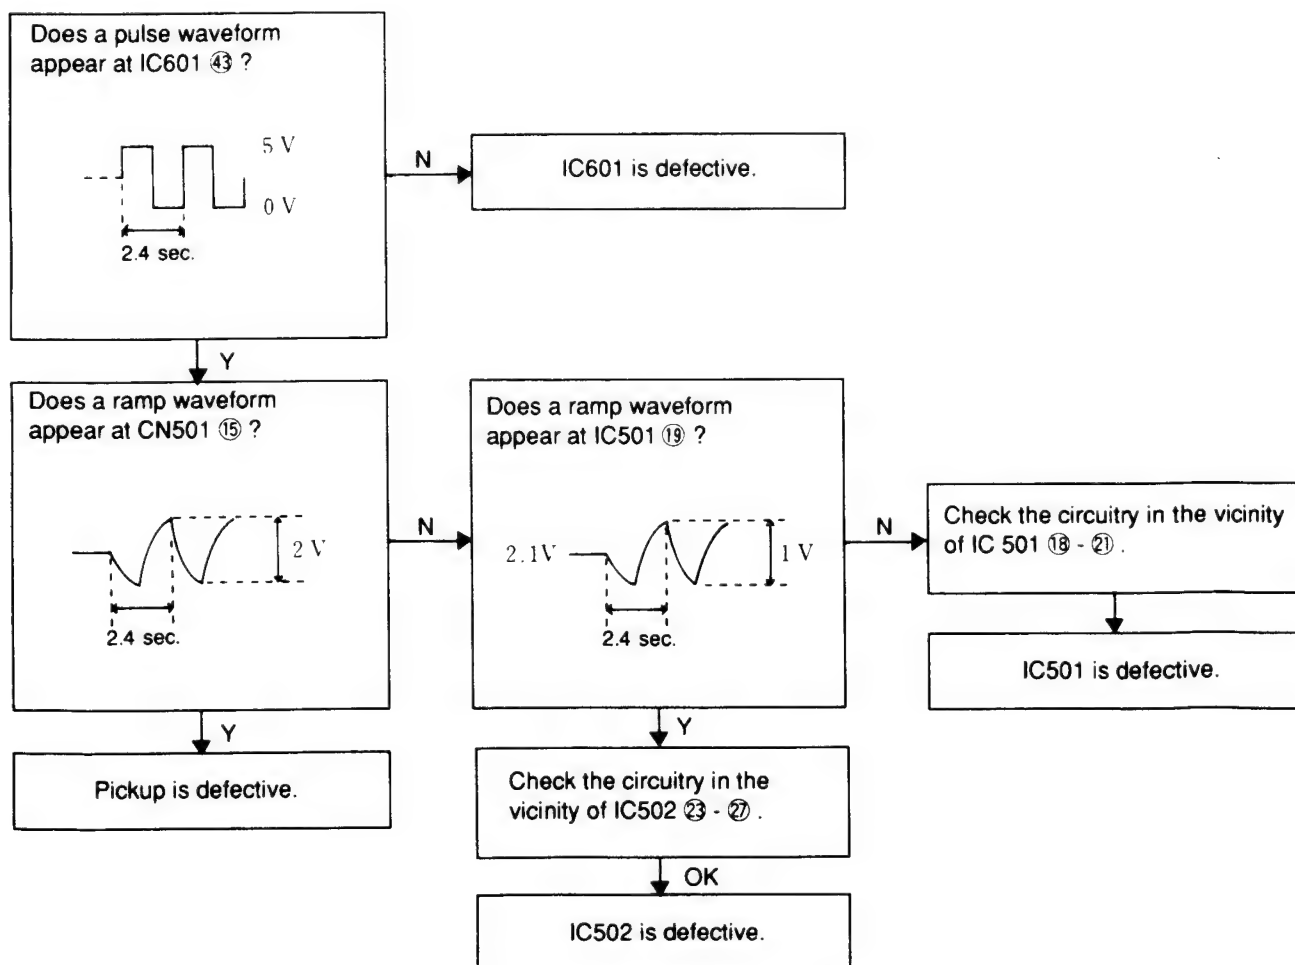 Does a pulse waveform
appear at IC601 ㊸ ?
5 V
0 V
2.4 sec.
N
IC601 is defective.
Y
Does a ramp waveform
appear at CN501 ⑮ ?
2 V
2.4 sec.
N
Does a ramp waveform
appear at IC501 ⑲ ?
2.1V
1 V
2.4 sec.
N
Check the circuitry in the vicinity
of IC 501 ⑱ - ㉑ .
IC501 is defective.
Y
Pickup is defective.
Y
Check the circuitry in the
vicinity of IC502 ㉓ - ㉗ .
OK
IC502 is defective.